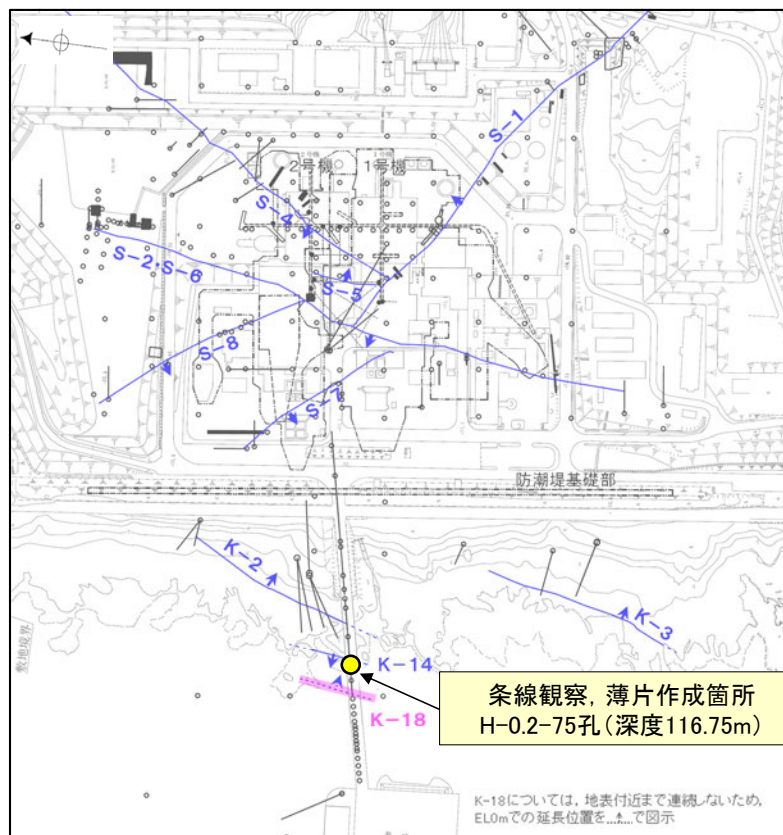 S-1
2号機
1号機
S-4
S-2・S-6
S-5
S-8
S-7
防潮堤基礎部
K-2
K-3
敷地境界
K-14
条線観察，薄片作成箇所
H-0.2-75孔（深度116.75m）
K-18
K-18については，地表付近まで連続しないため，
EL0mでの延長位置を...▲...で図示